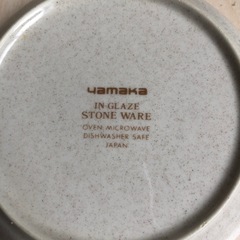 yamaka
IN-GLAZE
STONE WARE
OVEN MICROWAVE
DISHWASHER SAFE
JAPAN